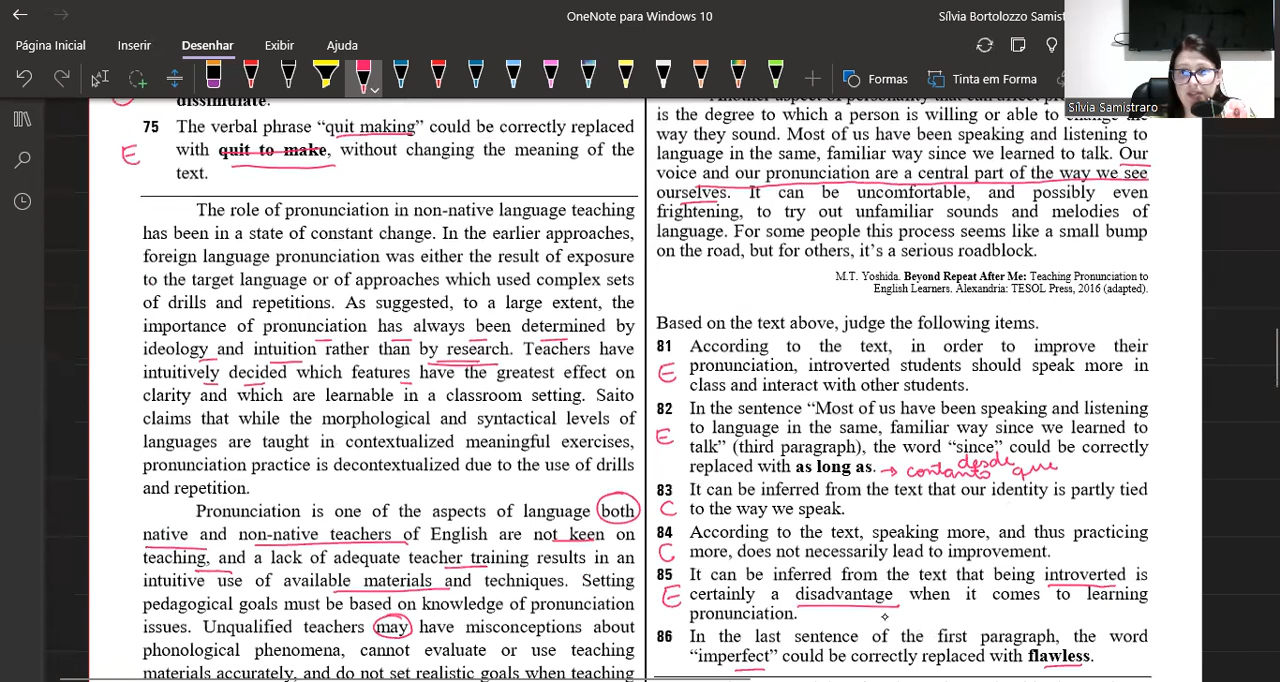 OneNote para Windows 10
Sílvia Bortolozzo Samist
Página Inicial
Inserir
Desenhar
Exibir
Ajuda
Formas
Tinta em Forma
Sílvia Samistraro
dissimulate.
75 The verbal phrase “quit making” could be correctly replaced
E with quit to make, without changing the meaning of the
text.
The role of pronunciation in non-native language teaching
has been in a state of constant change. In the earlier approaches,
foreign language pronunciation was either the result of exposure
to the target language or of approaches which used complex sets
of drills and repetitions. As suggested, to a large extent, the
importance of pronunciation has always been determined by
ideology and intuition rather than by research. Teachers have
intuitively decided which features have the greatest effect on
clarity and which are learnable in a classroom setting. Saito
claims that while the morphological and syntactical levels of
languages are taught in contextualized meaningful exercises,
pronunciation practice is decontextualized due to the use of drills
and repetition.
Pronunciation is one of the aspects of language both
native and non-native teachers of English are not keen on
teaching, and a lack of adequate teacher training results in an
intuitive use of available materials and techniques. Setting
pedagogical goals must be based on knowledge of pronunciation
issues. Unqualified teachers may have misconceptions about
phonological phenomena, cannot evaluate or use teaching
materials accurately, and do not set realistic goals when teaching
Another aspect of personality that can affect
is the degree to which a person is willing or able to change the
way they sound. Most of us have been speaking and listening to
language in the same, familiar way since we learned to talk. Our
voice and our pronunciation are a central part of the way we see
ourselves. It can be uncomfortable, and possibly even
frightening, to try out unfamiliar sounds and melodies of
language. For some people this process seems like a small bump
on the road, but for others, it’s a serious roadblock.
M.T. Yoshida. Beyond Repeat After Me: Teaching Pronunciation to
English Learners. Alexandria: TESOL Press, 2016 (adapted).
Based on the text above, judge the following items.
81 According to the text, in order to improve their
E pronunciation, introverted students should speak more in
class and interact with other students.
82 In the sentence “Most of us have been speaking and listening
E to language in the same, familiar way since we learned to
talk” (third paragraph), the word “since” could be correctly
replaced with as long as. → contanto desde que
83 It can be inferred from the text that our identity is partly tied
C to the way we speak.
84 According to the text, speaking more, and thus practicing
C more, does not necessarily lead to improvement.
85 It can be inferred from the text that being introverted is
E certainly a disadvantage when it comes to learning
pronunciation.
86 In the last sentence of the first paragraph, the word
“imperfect” could be correctly replaced with flawless.